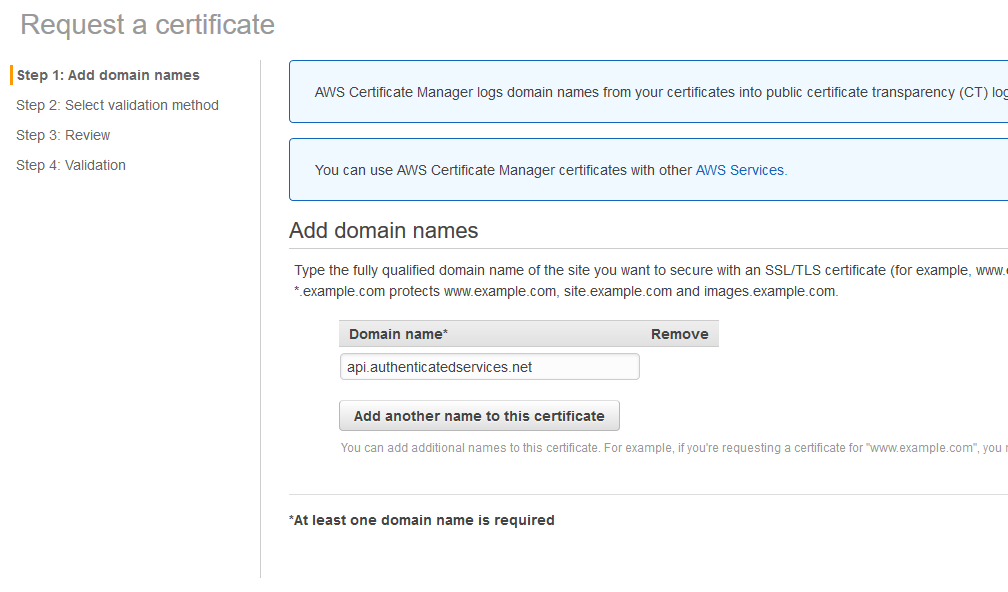 Request a certificate
Step 1: Add domain names
Step 2: Select validation method
Step 3: Review
Step 4: Validation
AWS Certificate Manager logs domain names from your certificates into public certificate transparency (CT) log
You can use AWS Certificate Manager certificates with other AWS Services.
Add domain names
Type the fully qualified domain name of the site you want to secure with an SSL/TLS certificate (for example, www.
*.example.com protects www.example.com, site.example.com and images.example.com.
Domain name* Remove
api.authenticatedservices.net
Add another name to this certificate
You can add additional names to this certificate. For example, if you're requesting a certificate for "www.example.com", you
*At least one domain name is required